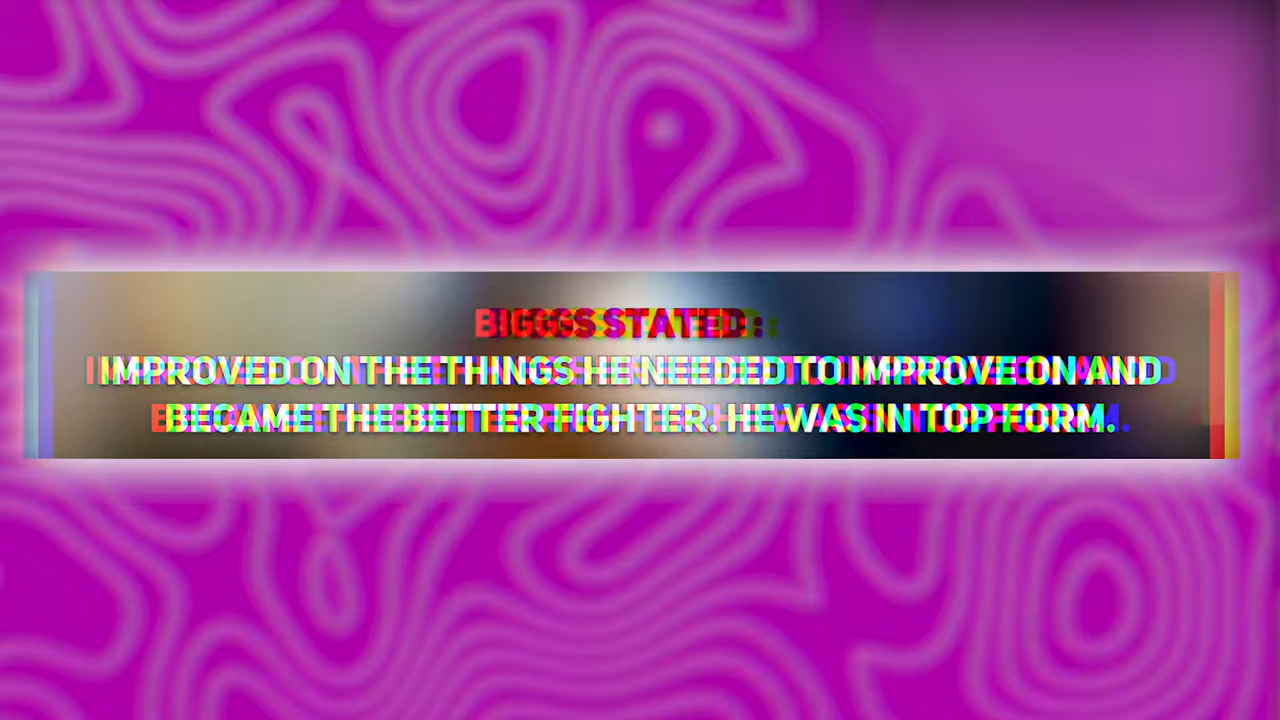 BIGGS STATED:
IMPROVED ON THE THINGS HE NEEDED TO IMPROVE ON AND
BECAME THE BETTER FIGHTER. HE WAS IN TOP FORM.